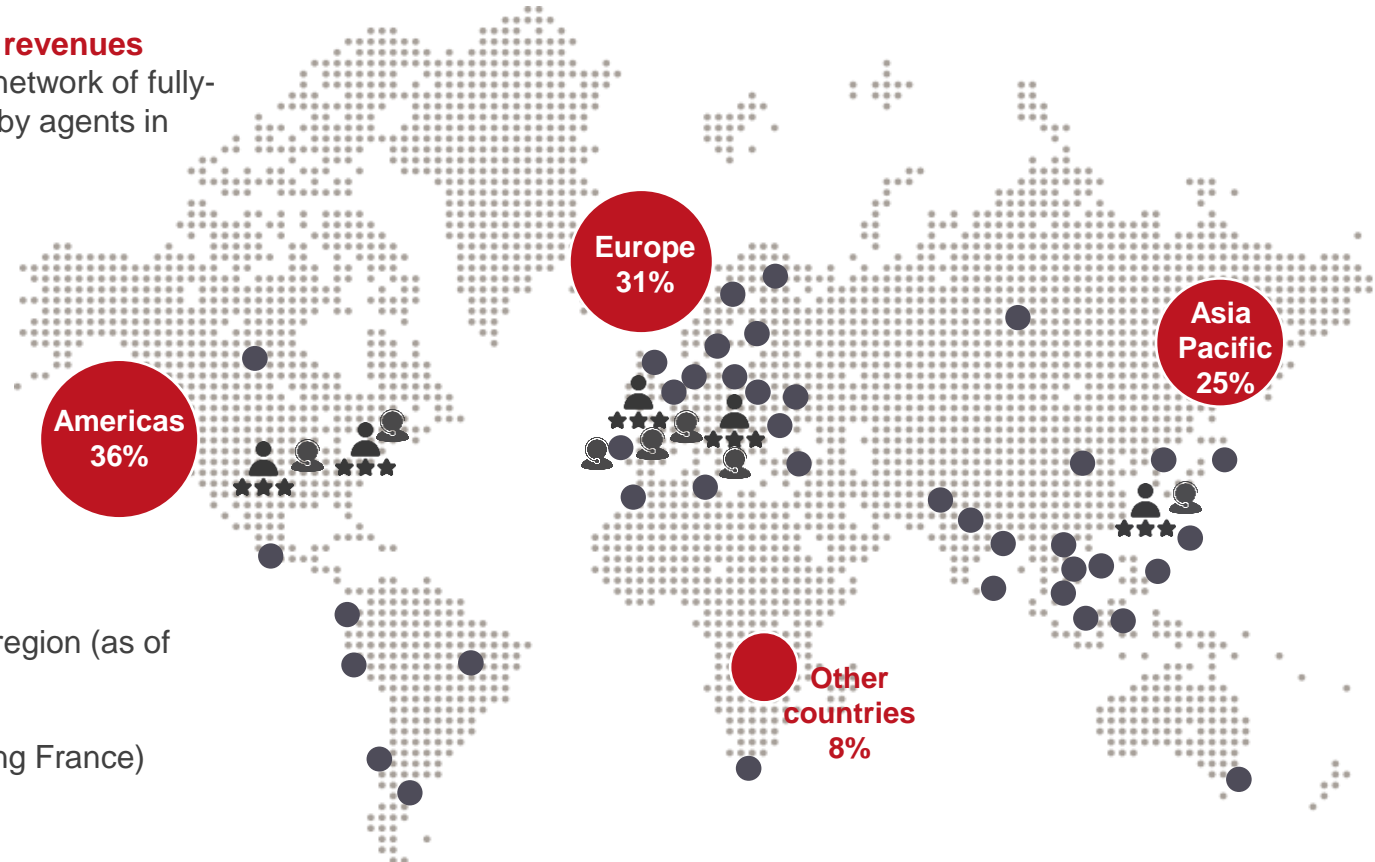 revenues
network of fully-
by agents in
Europe
31%
Asia
Pacific
25%
Americas
36%
region (as of
Other
countries
8%
ng France)